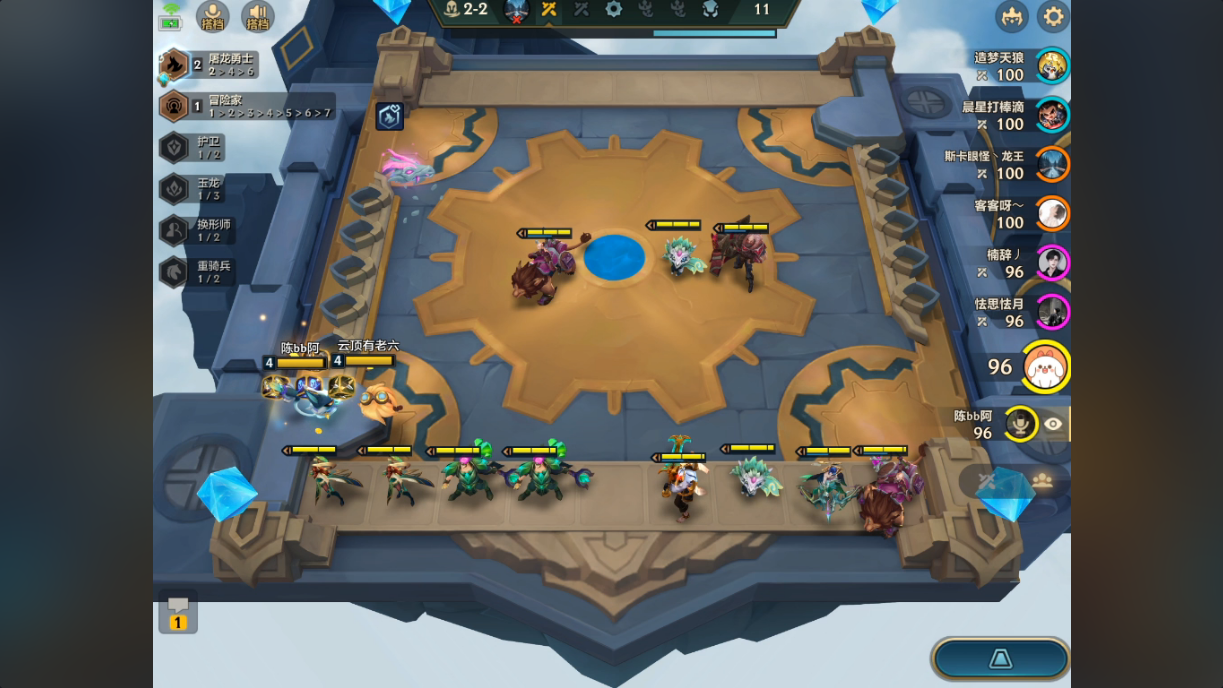 2-2
11
搭档
搭档
2 屠龙勇士
2 > 4 > 6
1 冒险家
1 > 2 > 3 > 4 > 5 > 6 > 7
护卫
1 / 2
玉龙
1 / 3
换形师
1 / 2
重骑兵
1 / 2
造梦天狼
100
晨星打棒滴
100
斯卡眼怪丶龙王
100
客客呀~
100
楠辞丿
96
怯思怯月
96
96
陈bb阿
96
陈bb阿
4
云顶有老六
4
1